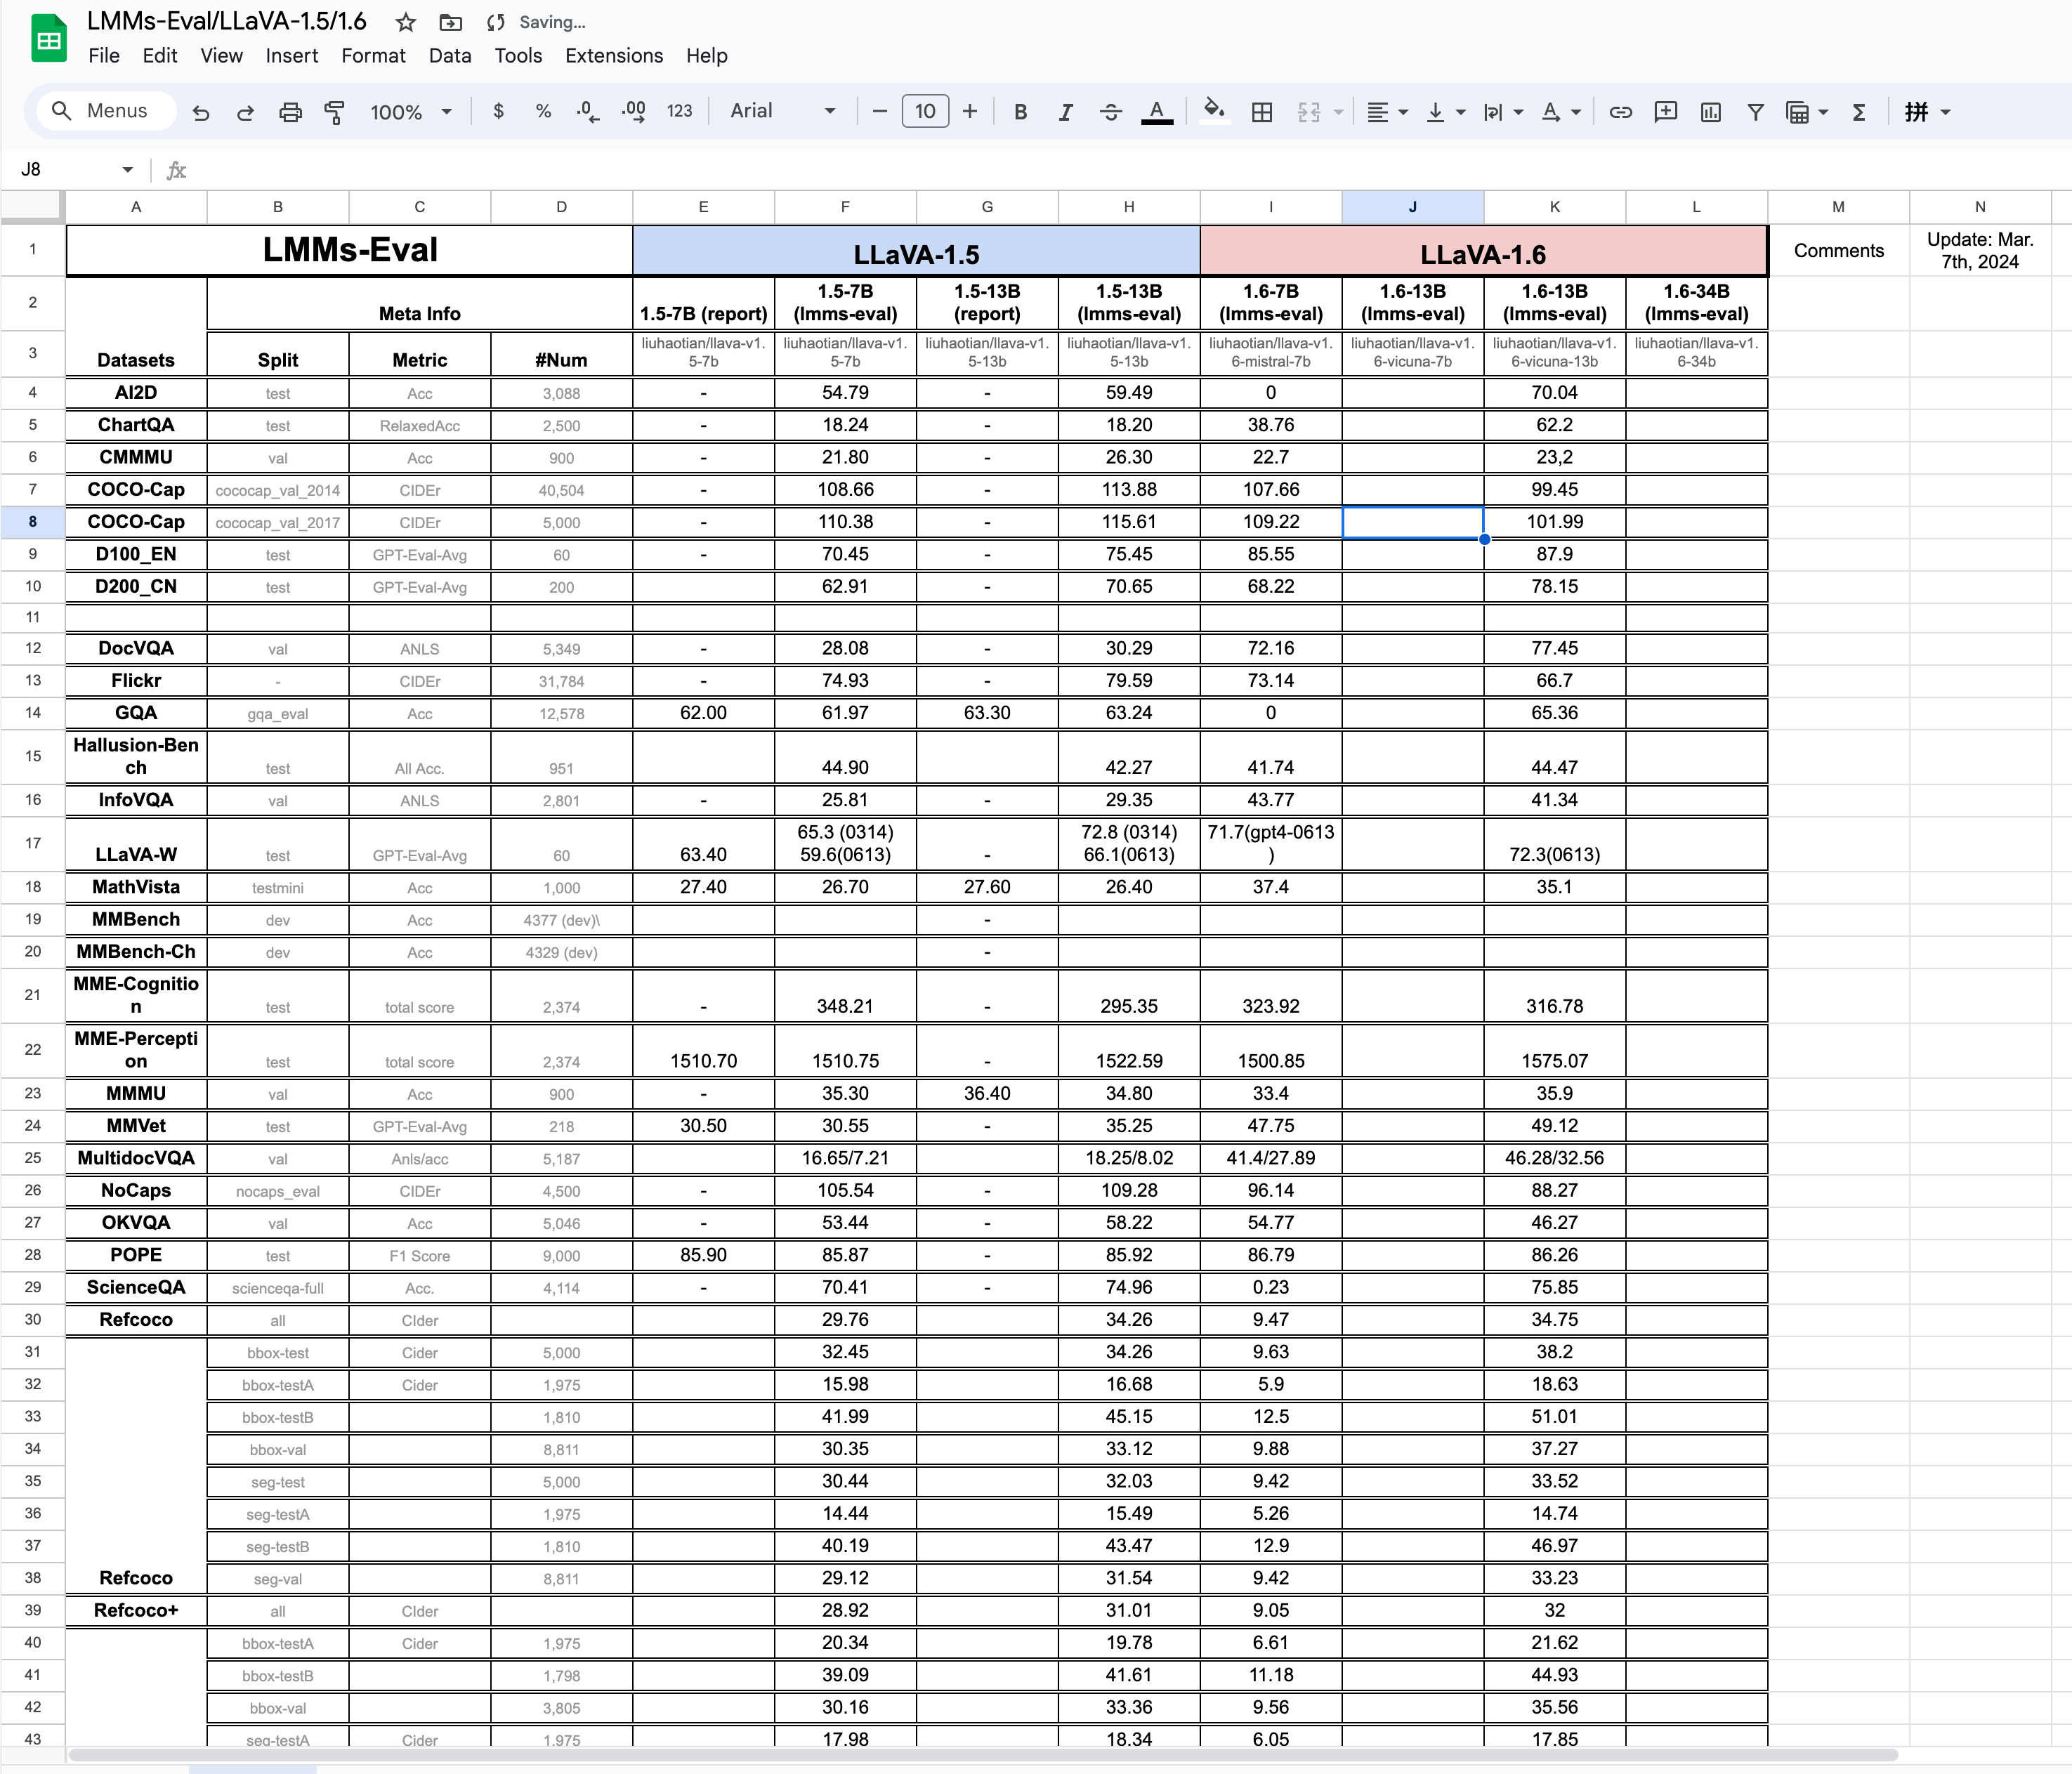 LMMs-Eval/LLaVA-1.5/1.6 Saving...
File Edit View Insert Format Data Tools Extensions Help
Menus 100% $ % .0 .00 123 Arial 10 B I A 拼
J8 fx
A B C D E F G H I J K L M N
1 LMMs-Eval LLaVA-1.5 LLaVA-1.6 Comments Update: Mar. 7th, 2024
2 Meta Info 1.5-7B (report) 1.5-7B (lmms-eval) 1.5-13B (report) 1.5-13B (lmms-eval) 1.6-7B (lmms-eval) 1.6-13B (lmms-eval) 1.6-13B (lmms-eval) 1.6-34B (lmms-eval)
3 Datasets Split Metric #Num liuhaotian/llava-v1.5-7b liuhaotian/llava-v1.5-7b liuhaotian/llava-v1.5-13b liuhaotian/llava-v1.5-13b liuhaotian/llava-v1.6-mistral-7b liuhaotian/llava-v1.6-vicuna-7b liuhaotian/llava-v1.6-vicuna-13b liuhaotian/llava-v1.6-34b
4 AI2D test Acc 3,088 - 54.79 - 59.49 0 70.04
5 ChartQA test RelaxedAcc 2,500 - 18.24 - 18.20 38.76 62.2
6 CMMMU val Acc 900 - 21.80 - 26.30 22.7 23,2
7 COCO-Cap cococap_val_2014 CIDEr 40,504 - 108.66 - 113.88 107.66 99.45
8 COCO-Cap cococap_val_2017 CIDEr 5,000 - 110.38 - 115.61 109.22 101.99
9 D100_EN test GPT-Eval-Avg 60 - 70.45 - 75.45 85.55 87.9
10 D200_CN test GPT-Eval-Avg 200 62.91 - 70.65 68.22 78.15
11
12 DocVQA val ANLS 5,349 - 28.08 - 30.29 72.16 77.45
13 Flickr - CIDEr 31,784 - 74.93 - 79.59 73.14 66.7
14 GQA gqa_eval Acc 12,578 62.00 61.97 63.30 63.24 0 65.36
15 Hallusion-Bench test All Acc. 951 44.90 42.27 41.74 44.47
16 InfoVQA val ANLS 2,801 - 25.81 - 29.35 43.77 41.34
17 LLaVA-W test GPT-Eval-Avg 60 63.40 65.3 (0314) 59.6(0613) - 72.8 (0314) 66.1(0613) 71.7(gpt4-0613) 72.3(0613)
18 MathVista testmini Acc 1,000 27.40 26.70 27.60 26.40 37.4 35.1
19 MMBench dev Acc 4377 (dev)\ -
20 MMBench-Ch dev Acc 4329 (dev) -
21 MME-Cognition test total score 2,374 - 348.21 - 295.35 323.92 316.78
22 MME-Perception test total score 2,374 1510.70 1510.75 - 1522.59 1500.85 1575.07
23 MMMU val Acc 900 - 35.30 36.40 34.80 33.4 35.9
24 MMVet test GPT-Eval-Avg 218 30.50 30.55 - 35.25 47.75 49.12
25 MultidocVQA val Anls/acc 5,187 16.65/7.21 18.25/8.02 41.4/27.89 46.28/32.56
26 NoCaps nocaps_eval CIDEr 4,500 - 105.54 - 109.28 96.14 88.27
27 OKVQA val Acc 5,046 - 53.44 - 58.22 54.77 46.27
28 POPE test F1 Score 9,000 85.90 85.87 - 85.92 86.79 86.26
29 ScienceQA scienceqa-full Acc. 4,114 - 70.41 - 74.96 0.23 75.85
30 Refcoco all CIder 29.76 34.26 9.47 34.75
31 bbox-test Cider 5,000 32.45 34.26 9.63 38.2
32 bbox-testA Cider 1,975 15.98 16.68 5.9 18.63
33 bbox-testB 1,810 41.99 45.15 12.5 51.01
34 bbox-val 8,811 30.35 33.12 9.88 37.27
35 seg-test 5,000 30.44 32.03 9.42 33.52
36 seg-testA 1,975 14.44 15.49 5.26 14.74
37 seg-testB 1,810 40.19 43.47 12.9 46.97
38 Refcoco seg-val 8,811 29.12 31.54 9.42 33.23
39 Refcoco+ all CIder 28.92 31.01 9.05 32
40 bbox-testA Cider 1,975 20.34 19.78 6.61 21.62
41 bbox-testB 1,798 39.09 41.61 11.18 44.93
42 bbox-val 3,805 30.16 33.36 9.56 35.56
43 seg-testA Cider 1,975 17.98 18.34 6.05 17.85